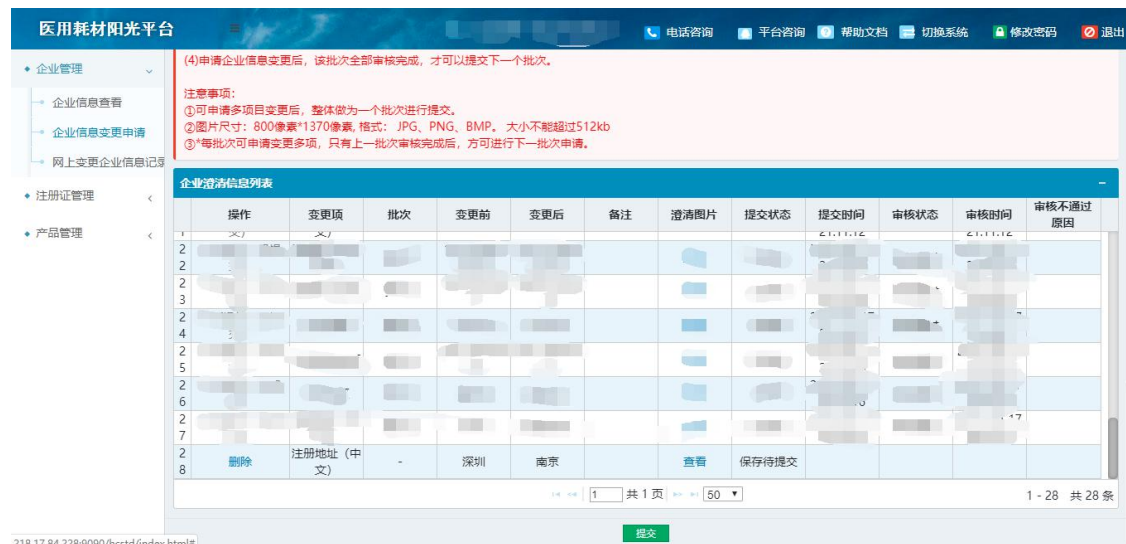 医用耗材阳光平台
电话咨询 平台咨询 帮助文档 切换系统 修改密码 退出
企业管理
企业信息查看
企业信息变更申请
网上变更企业信息记录
注册证管理
产品管理
(4)申请企业信息变更后，该批次全部审核完成，才可以提交下一个批次。
注意事项：
①可申请多项目变更后，整体做为一个批次进行提交。
②图片尺寸：800像素*1370像素, 格式： JPG、PNG、BMP。 大小不能超过512kb
③*每批次可申请变更多项，只有上一批次审核完成后，方可进行下一批次申请。
企业澄清信息列表
操作 变更项 批次 变更前 变更后 备注 澄清图片 提交状态 提交时间 审核状态 审核时间 审核不通过
原因
22
23
24
25
26
27
28 删除 注册地址（中 - 深圳 南京 查看 保存待提交
文）
1 共 1 页 50 1 - 28 共 28 条
提交